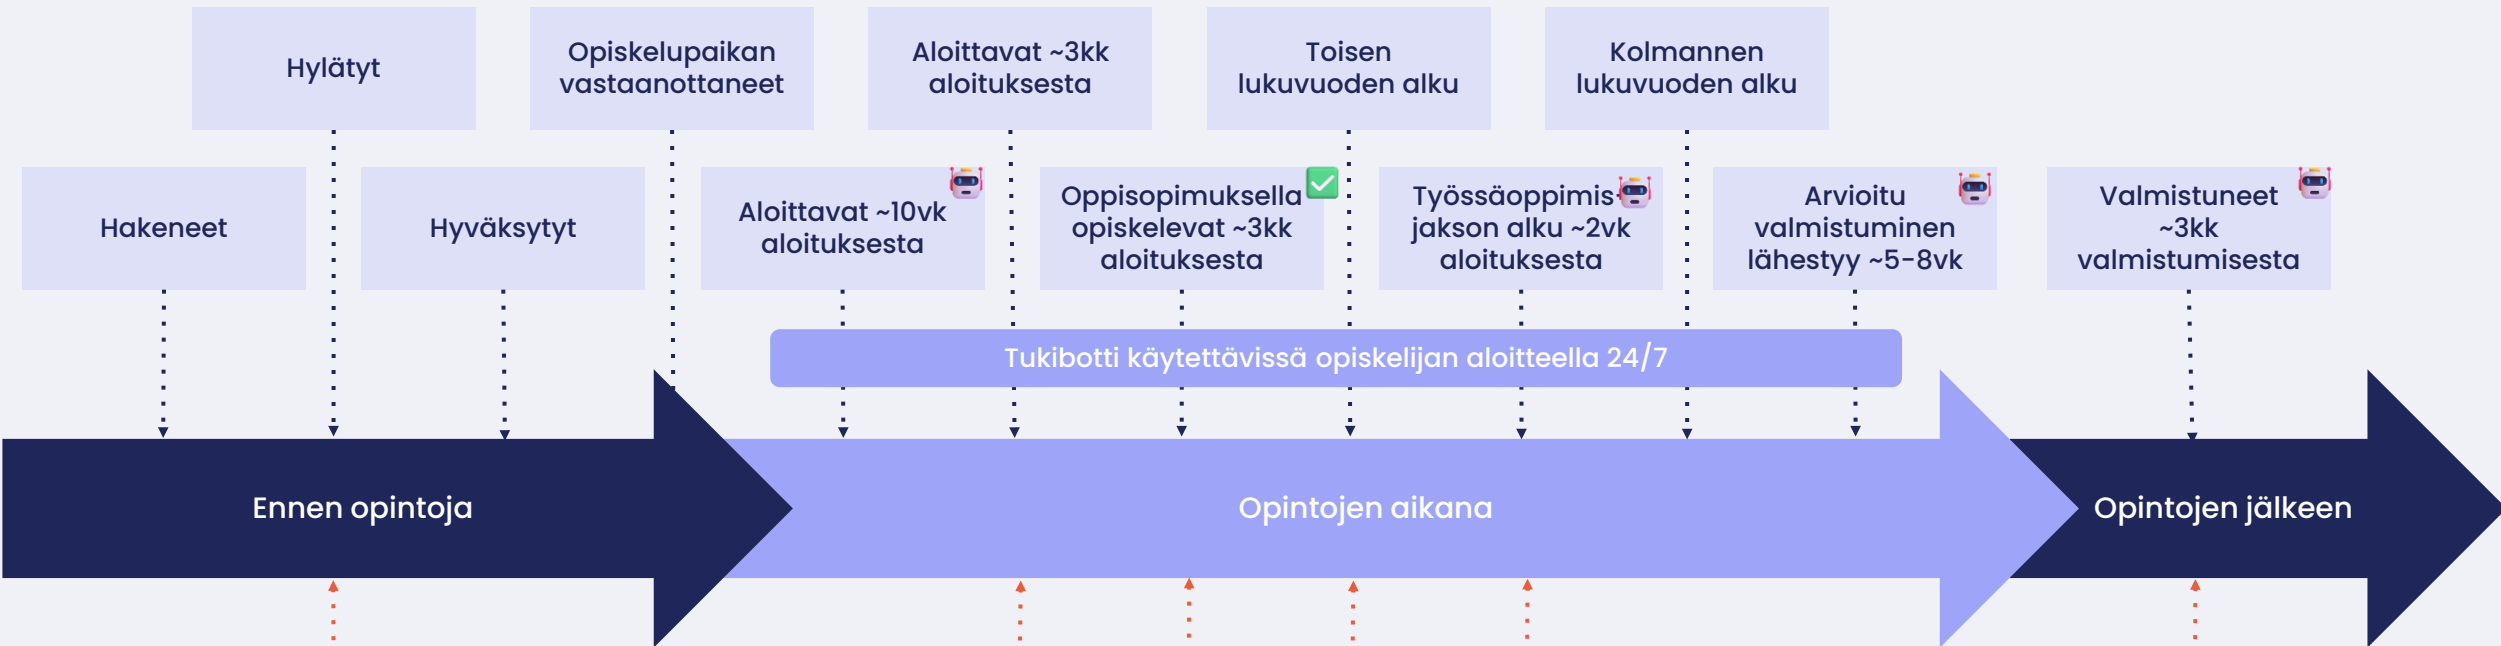 Hylätyt
Opiskelupaikan
vastaanottaneet
Aloittavat ~3kk
aloituksesta
Toisen
lukuvuoden alku
Kolmannen
lukuvuoden alku
Hakeneet
Hyväksytyt
Aloittavat ~10vk
aloituksesta
Oppisopimuksella
opiskelevat ~3kk
aloituksesta
Työssäoppimis-
jakson alku ~2vk
aloituksesta
Arvioitu
valmistuminen
lähestyy ~5-8vk
Valmistuneet
~3kk
valmistumisesta
Tukibotti käytettävissä opiskelijan aloitteella 24/7
Ennen opintoja
Opintojen aikana
Opintojen jälkeen